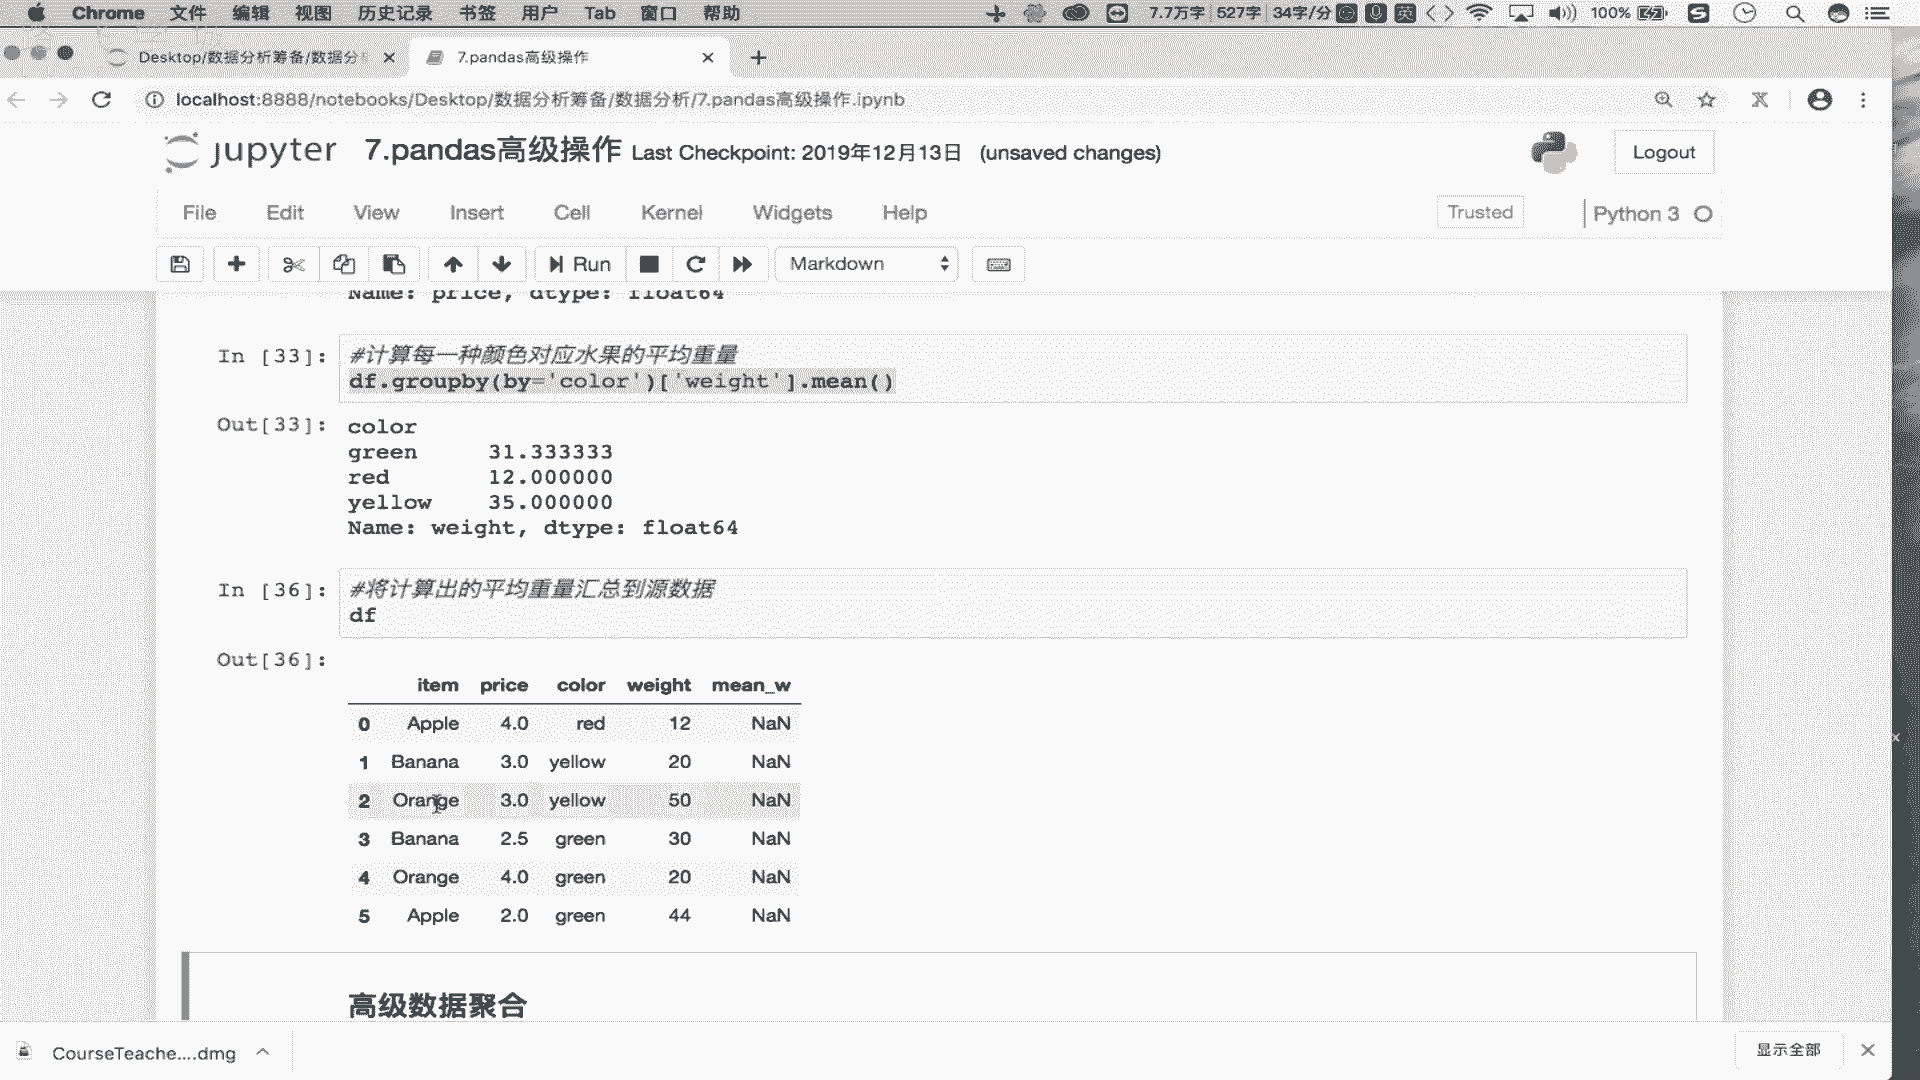 Chrome 文件 编辑 视图 历史记录 书签 用户 Tab 窗口 帮助 7.7万字 527字 34字/分 英 100%
Desktop/数据分析筹备/数据分 7.pandas高级操作
localhost:8888/notebooks/Desktop/数据分析筹备/数据分析/7.pandas高级操作.ipynb
jupyter 7.pandas高级操作 Last Checkpoint: 2019年12月13日 (unsaved changes) Logout
File Edit View Insert Cell Kernel Widgets Help Trusted Python 3
Run Markdown
Name: price, dtype: float64
In [33]: #计算每一种颜色对应水果的平均重量
df.groupby(by='color')['weight'].mean()
Out[33]: color
green 31.333333
red 12.000000
yellow 35.000000
Name: weight, dtype: float64
In [36]: #将计算出的平均重量汇总到源数据
df
Out[36]:
item price color weight mean_w
0 Apple 4.0 red 12 NaN
1 Banana 3.0 yellow 20 NaN
2 Orange 3.0 yellow 50 NaN
3 Banana 2.5 green 30 NaN
4 Orange 4.0 green 20 NaN
5 Apple 2.0 green 44 NaN
高级数据聚合
CourseTeache....dmg 显示全部